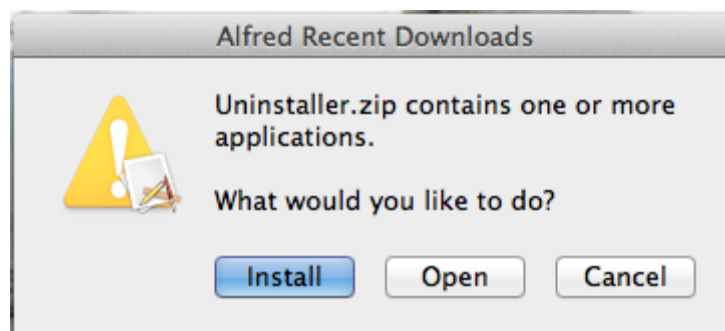 Alfred Recent Downloads
Uninstaller.zip contains one or more
applications.
What would you like to do?
Install Open Cancel